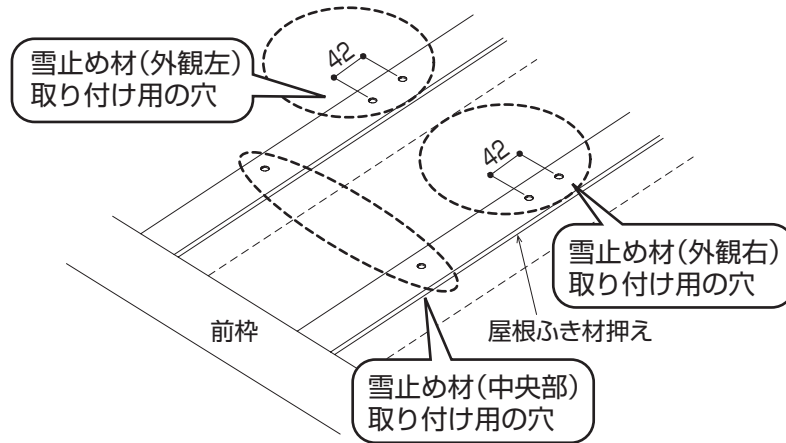 42
雪止め材(外観左)
取り付け用の穴
42
雪止め材(外観右)
取り付け用の穴
前枠
屋根ふき材押え
雪止め材(中央部)
取り付け用の穴